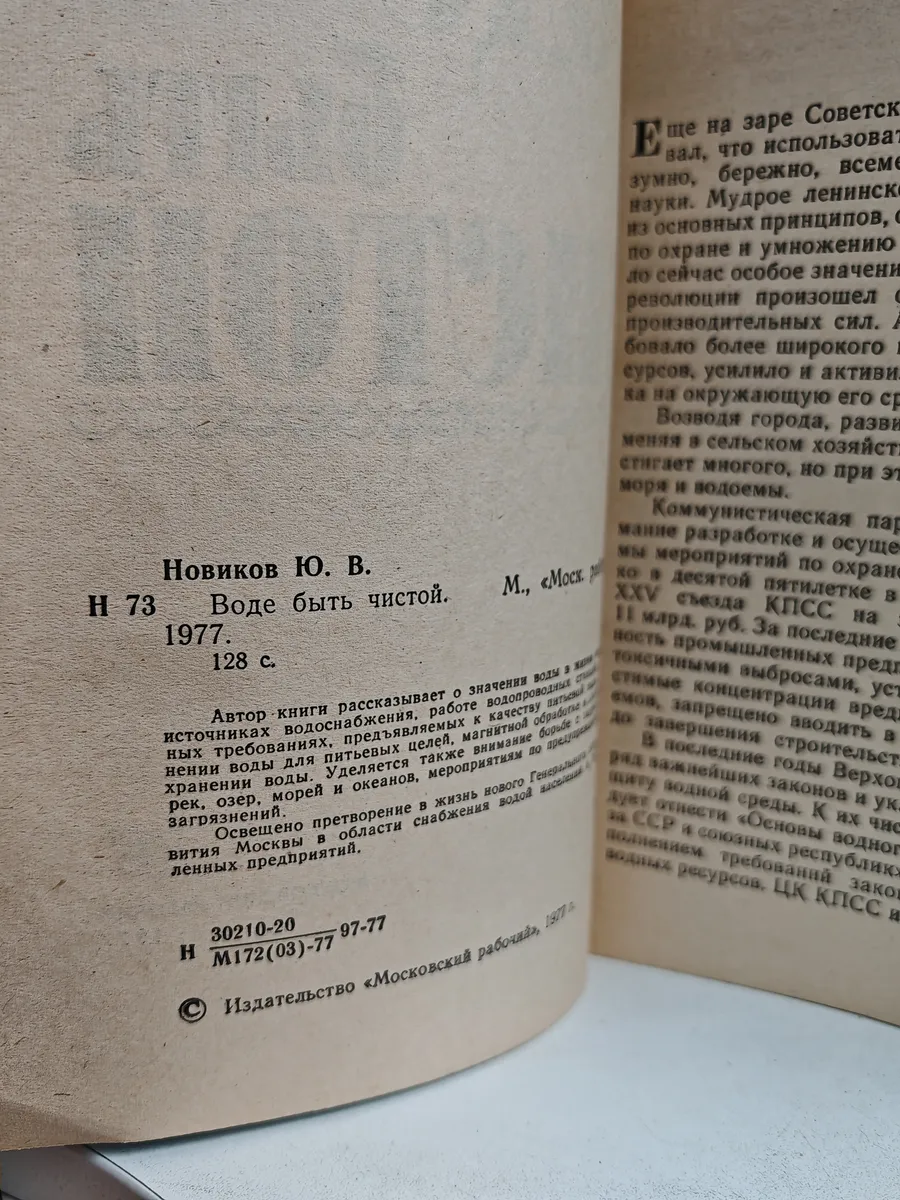 Новиков Ю. В.
Н 73 Воде быть чистой. М., «Моск.
1977.
128 с.
Автор книги рассказывает о значении воды в жизни
источниках водоснабжения, работе водопроводных
ных требованиях, предъявляемых к качеству питьевой
нении воды для питьевых целей, магнитной обработке и
хранении воды. Уделяется также внимание борьбе с
рек, озер, морей и океанов, мероприятиям по
загрязнений.
Освещено претворение в жизнь нового Генерального
вития Москвы в области снабжения водой населения
ленных предприятий.
Н 30210-20
М172(03)-77 97-77
© Издательство «Московский рабочий», 1977 г.
Еще на заре Советск
вал, что использоват
зумно, бережно, всеме
науки. Мудрое ленинск
из основных принципов, с
по охране и умножению
ло сейчас особое значени
революции произошел
производительных сил. А
бовало более широкого
сурсов, усилило и активи
ка на окружающую его ср
Возводя города, разви
меняя в сельском хозяйст
стигает многого, но при эт
моря и водоемы.
Коммунистическая пар
мание разработке и осуще
мы мероприятий по охран
ко в десятой пятилетке в
XXV съезда КПСС на
11 млрд. руб. За последние
ность промышленных предп
токсичными выбросами, уст
стимые концентрации вред
емов, запрещено вводить в
до завершения строительст
В последние годы Верхо
ряд важнейших законов и ук
щиту водной среды. К их чис
дует отнести «Основы водног
за ССР и союзных республик
полнением требований зако
водных ресурсов. ЦК КПСС и